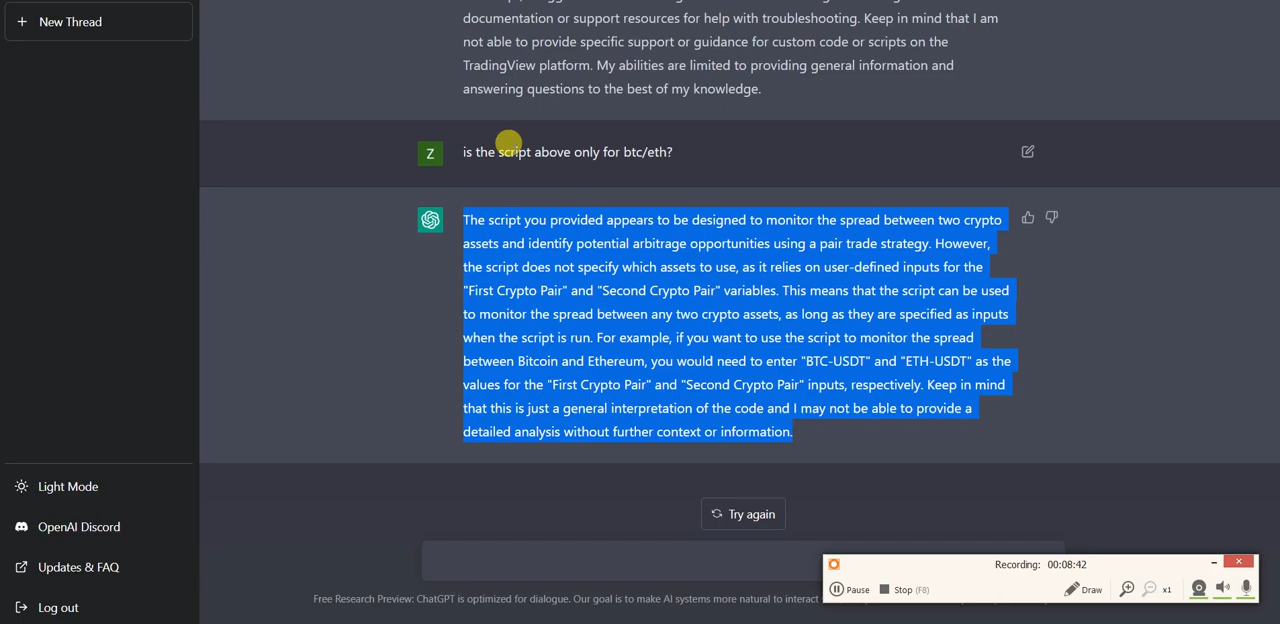 + New Thread
documentation or support resources for help with troubleshooting. Keep in mind that I am
not able to provide specific support or guidance for custom code or scripts on the
TradingView platform. My abilities are limited to providing general information and
answering questions to the best of my knowledge.
Z
is the script above only for btc/eth?
The script you provided appears to be designed to monitor the spread between two crypto
assets and identify potential arbitrage opportunities using a pair trade strategy. However,
the script does not specify which assets to use, as it relies on user-defined inputs for the
"First Crypto Pair" and "Second Crypto Pair" variables. This means that the script can be used
to monitor the spread between any two crypto assets, as long as they are specified as inputs
when the script is run. For example, if you want to use the script to monitor the spread
between Bitcoin and Ethereum, you would need to enter "BTC-USDT" and "ETH-USDT" as the
values for the "First Crypto Pair" and "Second Crypto Pair" inputs, respectively. Keep in mind
that this is just a general interpretation of the code and I may not be able to provide a
detailed analysis without further context or information.
Light Mode
OpenAI Discord
Updates & FAQ
Log out
Try again
Free Research Preview: ChatGPT is optimized for dialogue. Our goal is to make AI systems more natural to interact
Recording: 00:08:42
Pause
Stop (F8)
Draw
x1